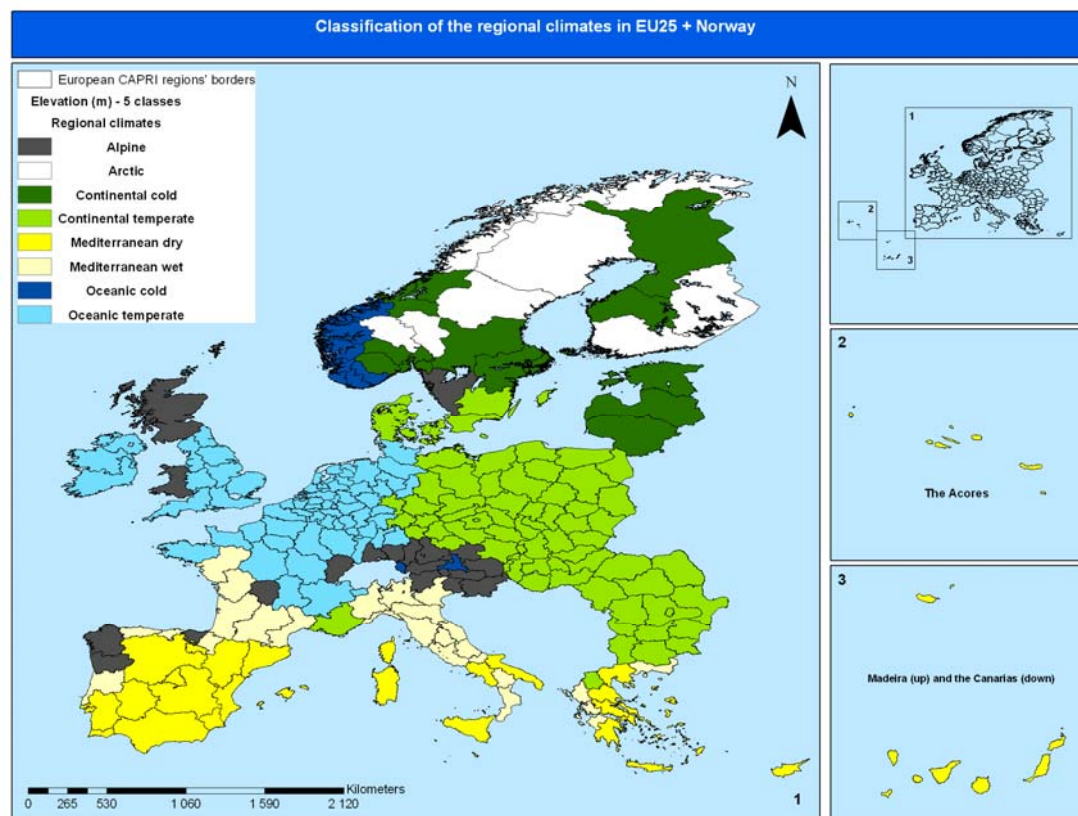 Classification of the regional climates in EU25 + Norway
European CAPRI regions' borders
Elevation (m) - 5 classes
Regional climates
Alpine
Arctic
Continental cold
Continental temperate
Mediterranean dry
Mediterranean wet
Oceanic cold
Oceanic temperate
N
Kilometers
0 265 530 1 060 1 590 2 120
1
1
2
3
2
The Acores
3
Madeira (up) and the Canarias (down)